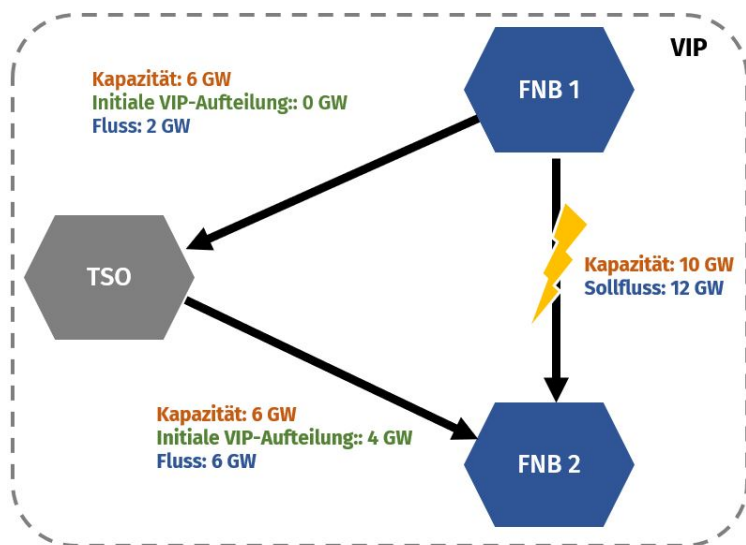 VIP
FNB 1
Kapazität: 6 GW
Initiale VIP-Aufteilung:: 0 GW
Fluss: 2 GW
TSO
Kapazität: 10 GW
Sollfluss: 12 GW
Kapazität: 6 GW
Initiale VIP-Aufteilung:: 4 GW
Fluss: 6 GW
FNB 2